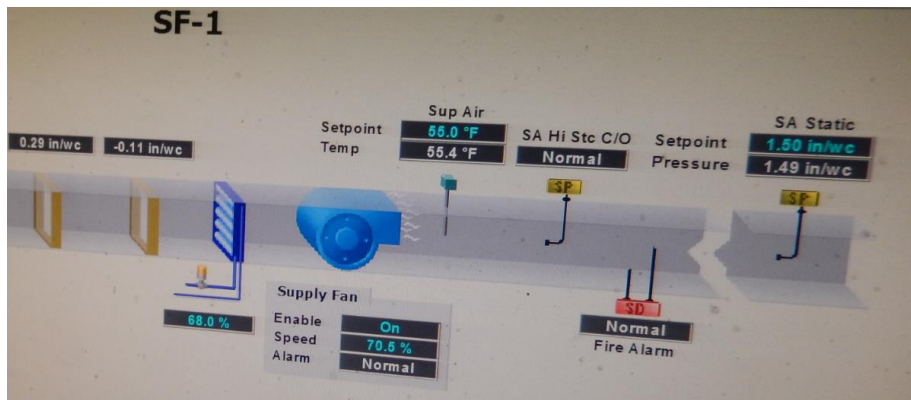 SF-1
Sup Air
Setpoint 55.0 °F
Temp 55.4 °F
SA Hi Stc C/O
Normal
SA Static
Setpoint 1.50 in/wc
Pressure 1.49 in/wc
0.29 in/wc
-0.11 in/wc
SP
SP
68.0 %
Supply Fan
Enable On
Speed 70.5 %
Alarm Normal
SD
Normal
Fire Alarm